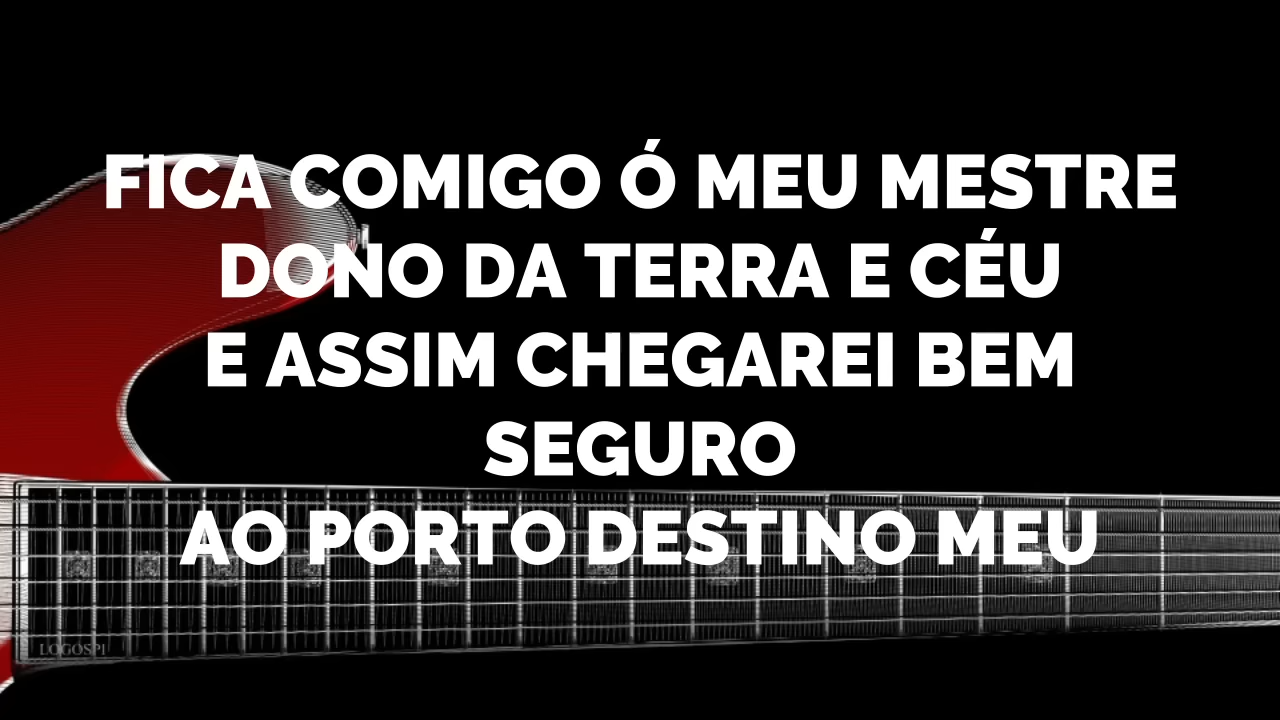 FICA COMIGO Ó MEU MESTRE
DONO DA TERRA E CÉU
E ASSIM CHEGAREI BEM
SEGURO
AO PORTO DESTINO MEU
LOGOSPI